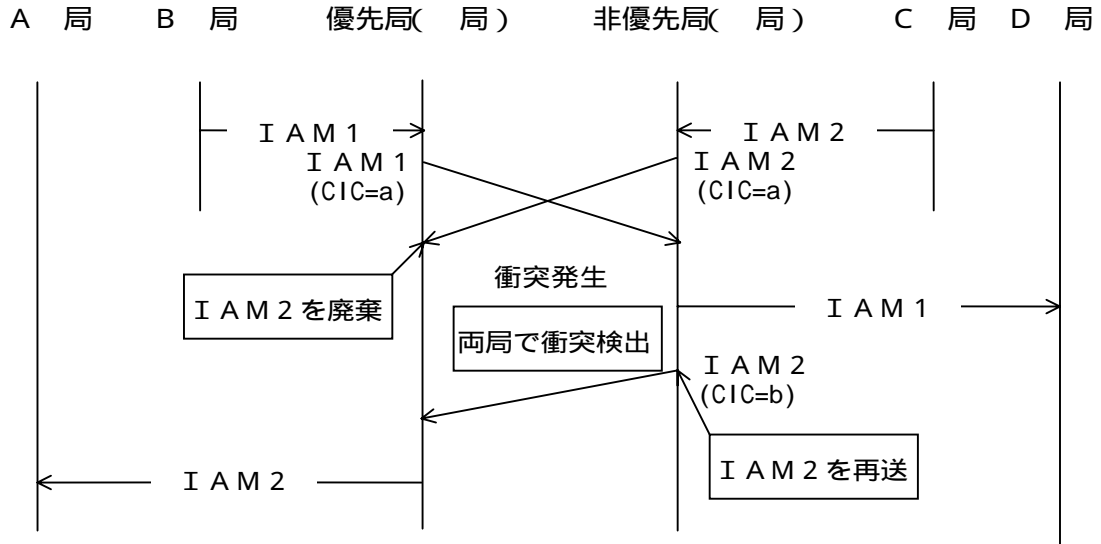 A 局 B 局 優先局( 局) 非優先局( 局) C 局 D 局
IAM1
IAM2
IAM1
(CIC=a)
IAM2
(CIC=a)
衝突発生
IAM2を廃棄
両局で衝突検出
IAM1
IAM2
(CIC=b)
IAM2を再送
IAM2